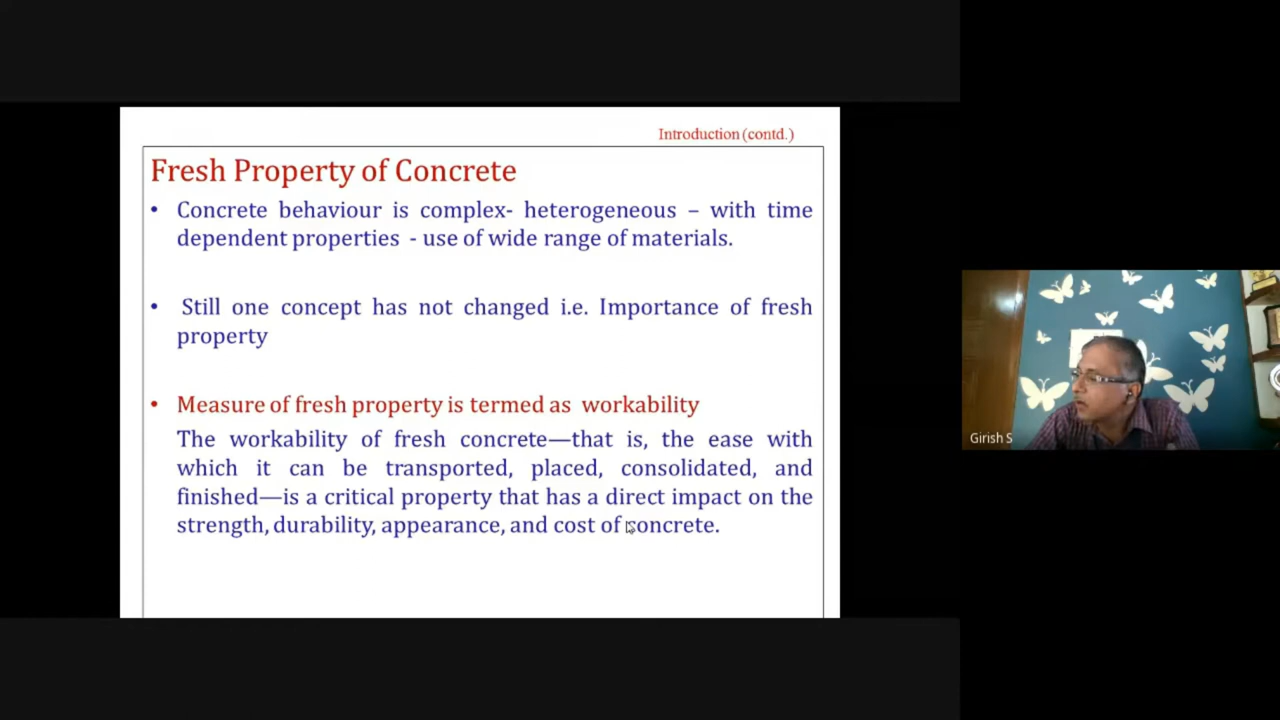 Introduction (contd.)
Fresh Property of Concrete
• Concrete behaviour is complex- heterogeneous – with time
dependent properties - use of wide range of materials.
• Still one concept has not changed i.e. Importance of fresh
property
• Measure of fresh property is termed as workability
The workability of fresh concrete—that is, the ease with
which it can be transported, placed, consolidated, and
finished—is a critical property that has a direct impact on the
strength, durability, appearance, and cost of concrete.
Girish S